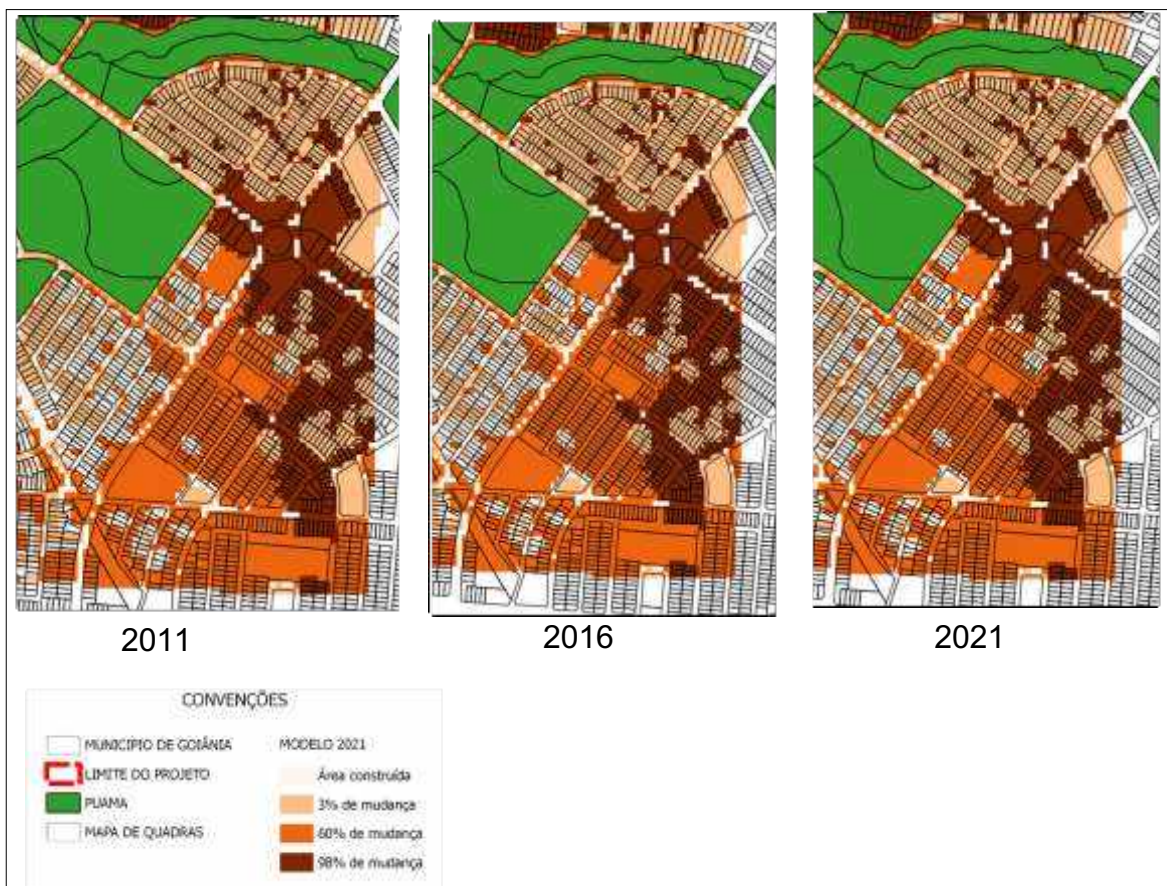 2011
2016
2021
CONVENÇÕES
MUNICÍPIO DE GOIÂNIA
LIMITE DO PROJETO
PUAMA
MAPA DE QUADRAS
MODELO 2021
Área construída
3% de mudança
60% de mudança
98% de mudança